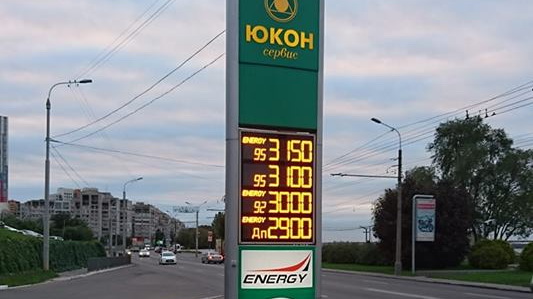 ЮКОН
сервис
ENERGY
95 3150
95 3100
ENERGY
92 3000
ENERGY
Дп 2900
ENERGY